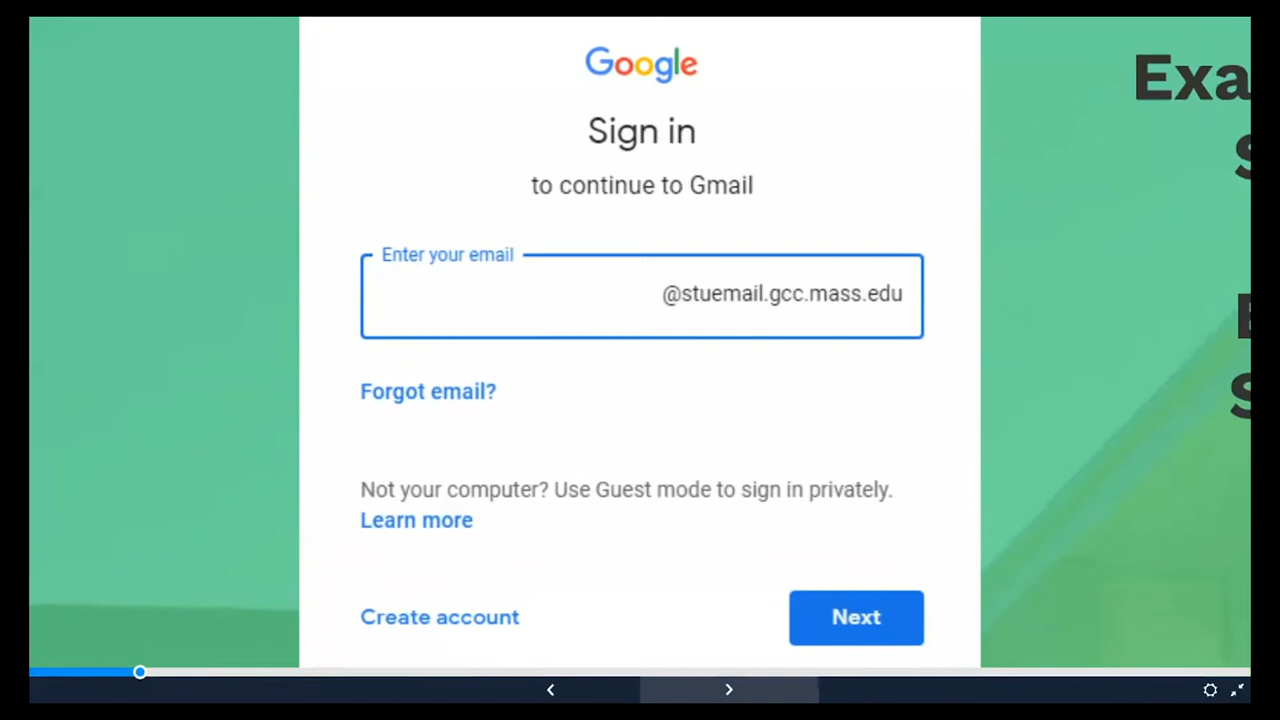 Google
Sign in
to continue to Gmail
Enter your email
@stuemail.gcc.mass.edu
Forgot email?
Not your computer? Use Guest mode to sign in privately.
Learn more
Create account
Next